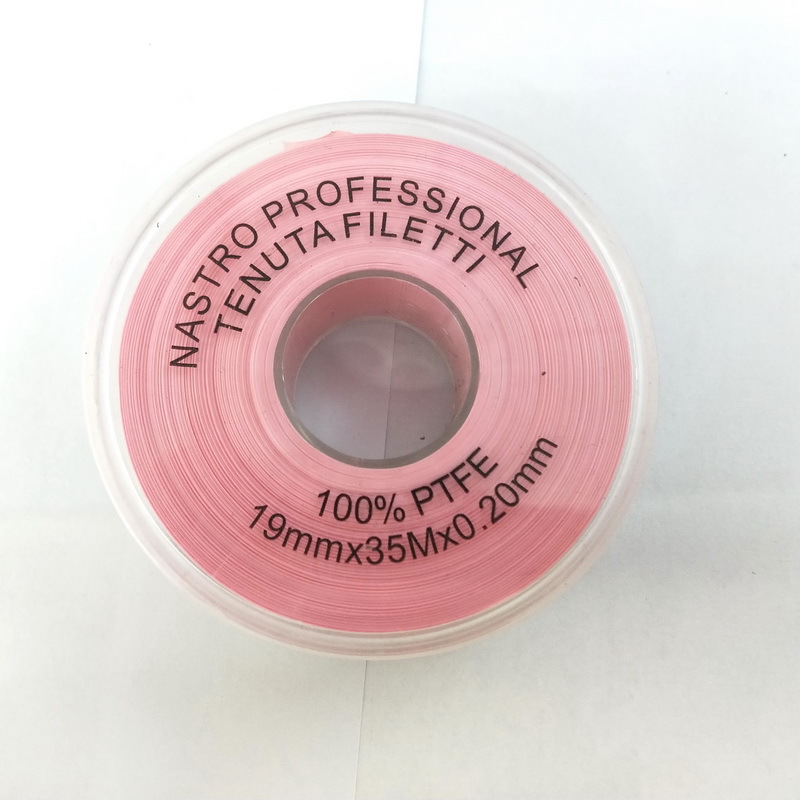 NASTRO PROFESSIONAL
TENUTA FILETTI
100% PTFE
19mmx35Mx0.20mm